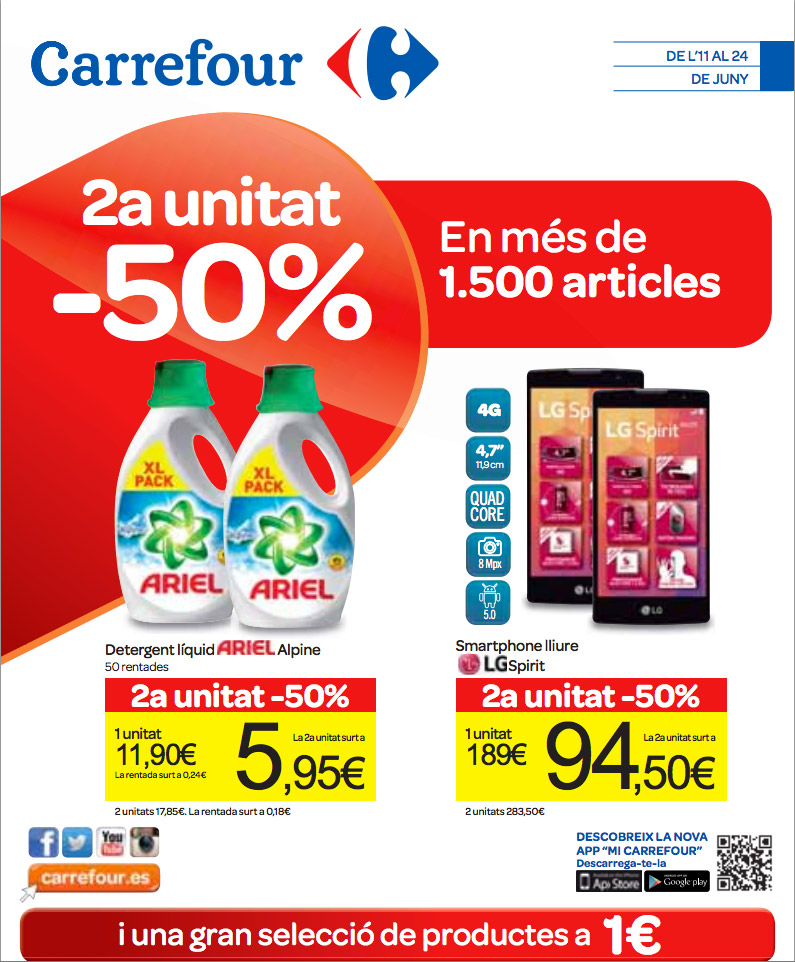 Carrefour
DE L'11 AL 24
DE JUNY
2a unitat
-50%
En més de
1.500 articles
XL
PACK
ARIEL
XL
PACK
ARIEL
4G
4,7"
11,9cm
QUAD
CORE
8 Mpx
5.0
LG Spirit
LG Spirit
LG
LG
Detergent líquid ARIEL Alpine
50 rentades
2a unitat -50%
1 unitat
11,90€
La rentada surt a 0,24€
La 2a unitat surt a
5,95€
2 unitats 17,85€. La rentada surt a 0,18€
Smartphone lliure
LG Spirit
2a unitat -50%
1 unitat
189€
La 2a unitat surt a
94,50€
2 unitats 283,50€
You
Tube
carrefour.es
DESCOBREIX LA NOVA
APP "MI CARREFOUR"
Descarrega-te-la
App Store
Google play
i una gran selecció de productes a 1€